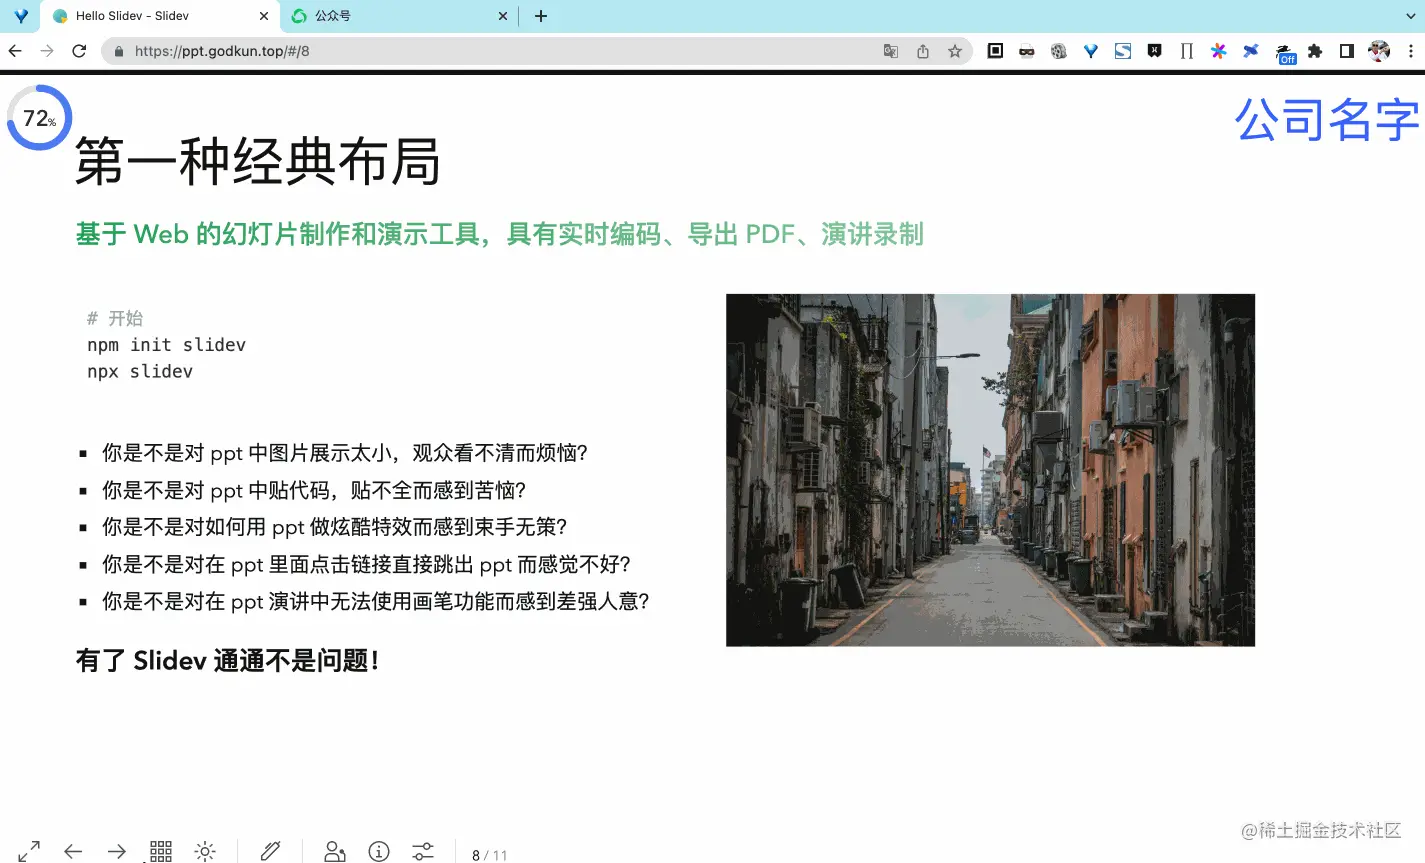 Hello Slidev - Slidev
公众号
https://ppt.godkun.top/#/8
Off
72%
公司名字
第一种经典布局
基于 Web 的幻灯片制作和演示工具，具有实时编码、导出 PDF、演讲录制
# 开始
npm init slidev
npx slidev
你是不是对 ppt 中图片展示太小，观众看不清而烦恼？
你是不是对 ppt 中贴代码，贴不全而感到苦恼？
你是不是对如何用 ppt 做炫酷特效而感到束手无策？
你是不是对在 ppt 里面点击链接直接跳出 ppt 而感觉不好？
你是不是对在 ppt 演讲中无法使用画笔功能而感到差强人意？
有了 Slidev 通通不是问题！
@稀土掘金技术社区
8 / 11